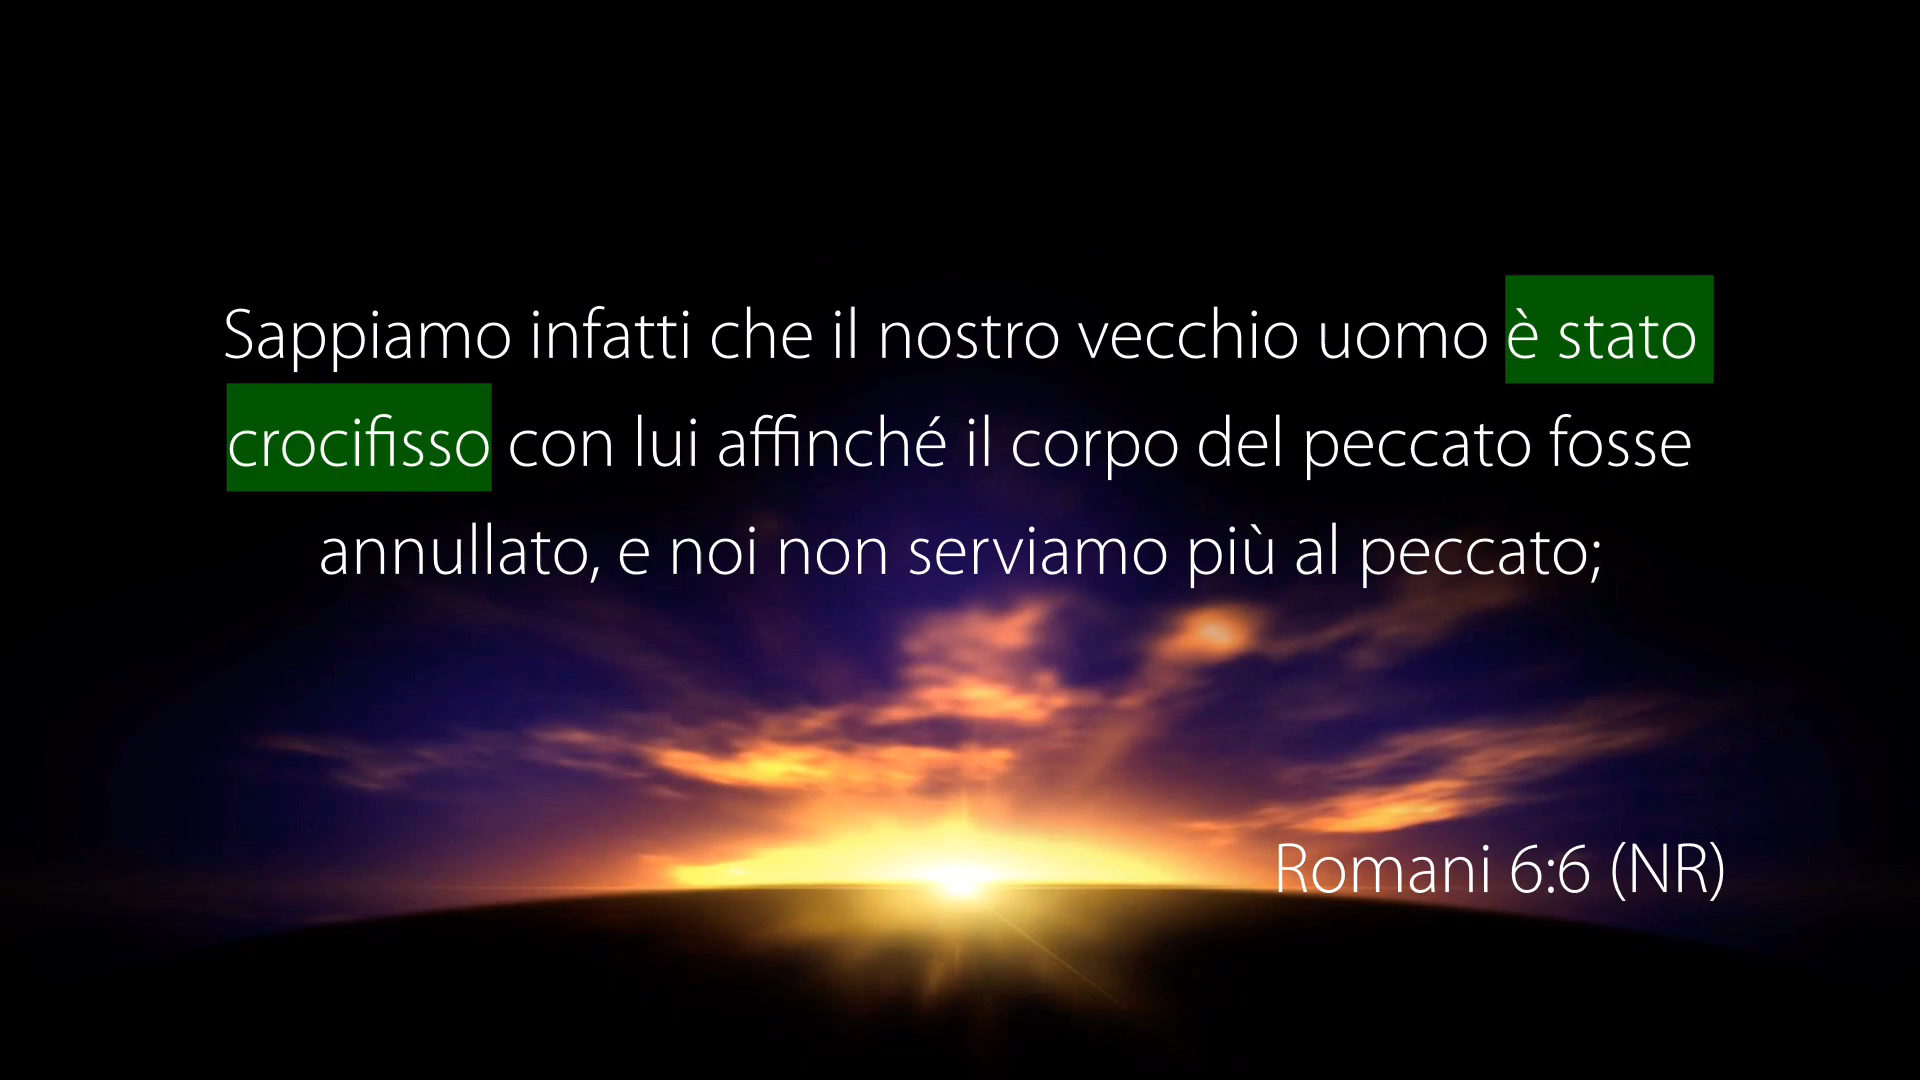 Sappiamo infatti che il nostro vecchio uomo è stato
crocifisso con lui affinché il corpo del peccato fosse
annullato, e noi non serviamo più al peccato;
Romani 6:6 (NR)